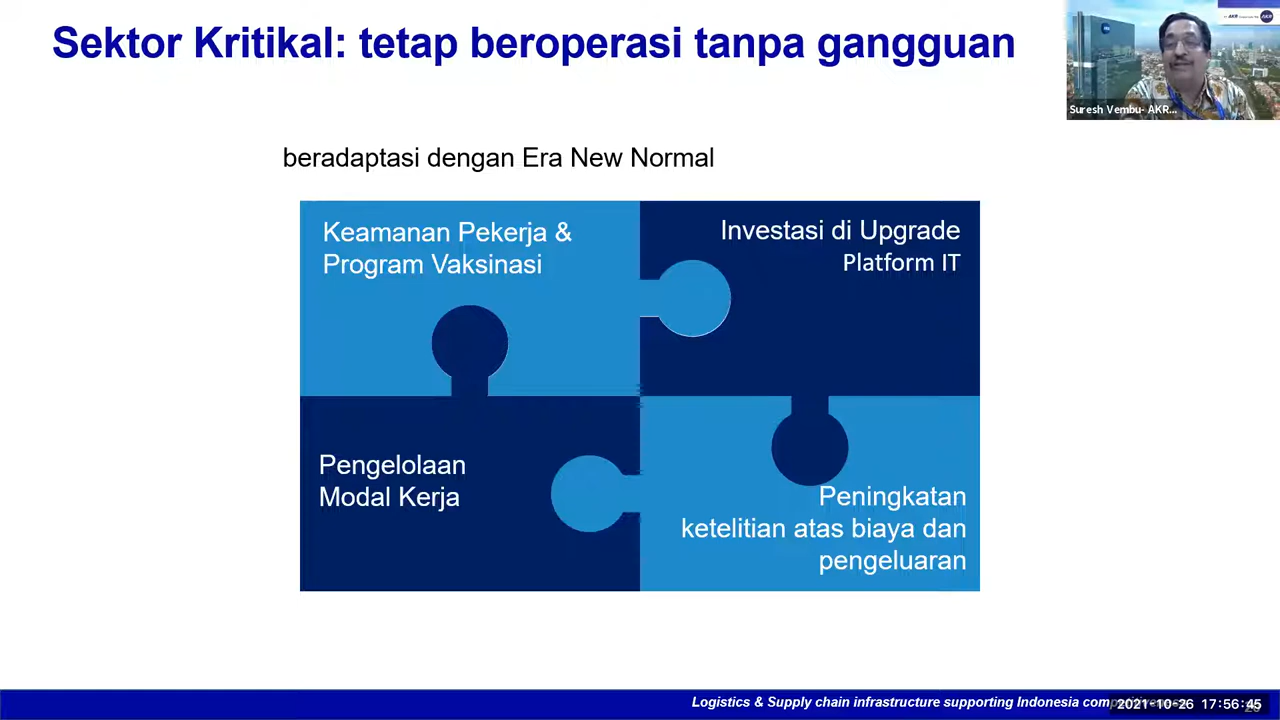 Sektor Kritikal: tetap beroperasi tanpa gangguan
AKR
Suresh Vembu- AKR...
beradaptasi dengan Era New Normal
Keamanan Pekerja &
Program Vaksinasi
Investasi di Upgrade
Platform IT
Pengelolaan
Modal Kerja
Peningkatan
ketelitian atas biaya dan
pengeluaran
Logistics & Supply chain infrastructure supporting Indonesia
2021-10-26 17:56:45